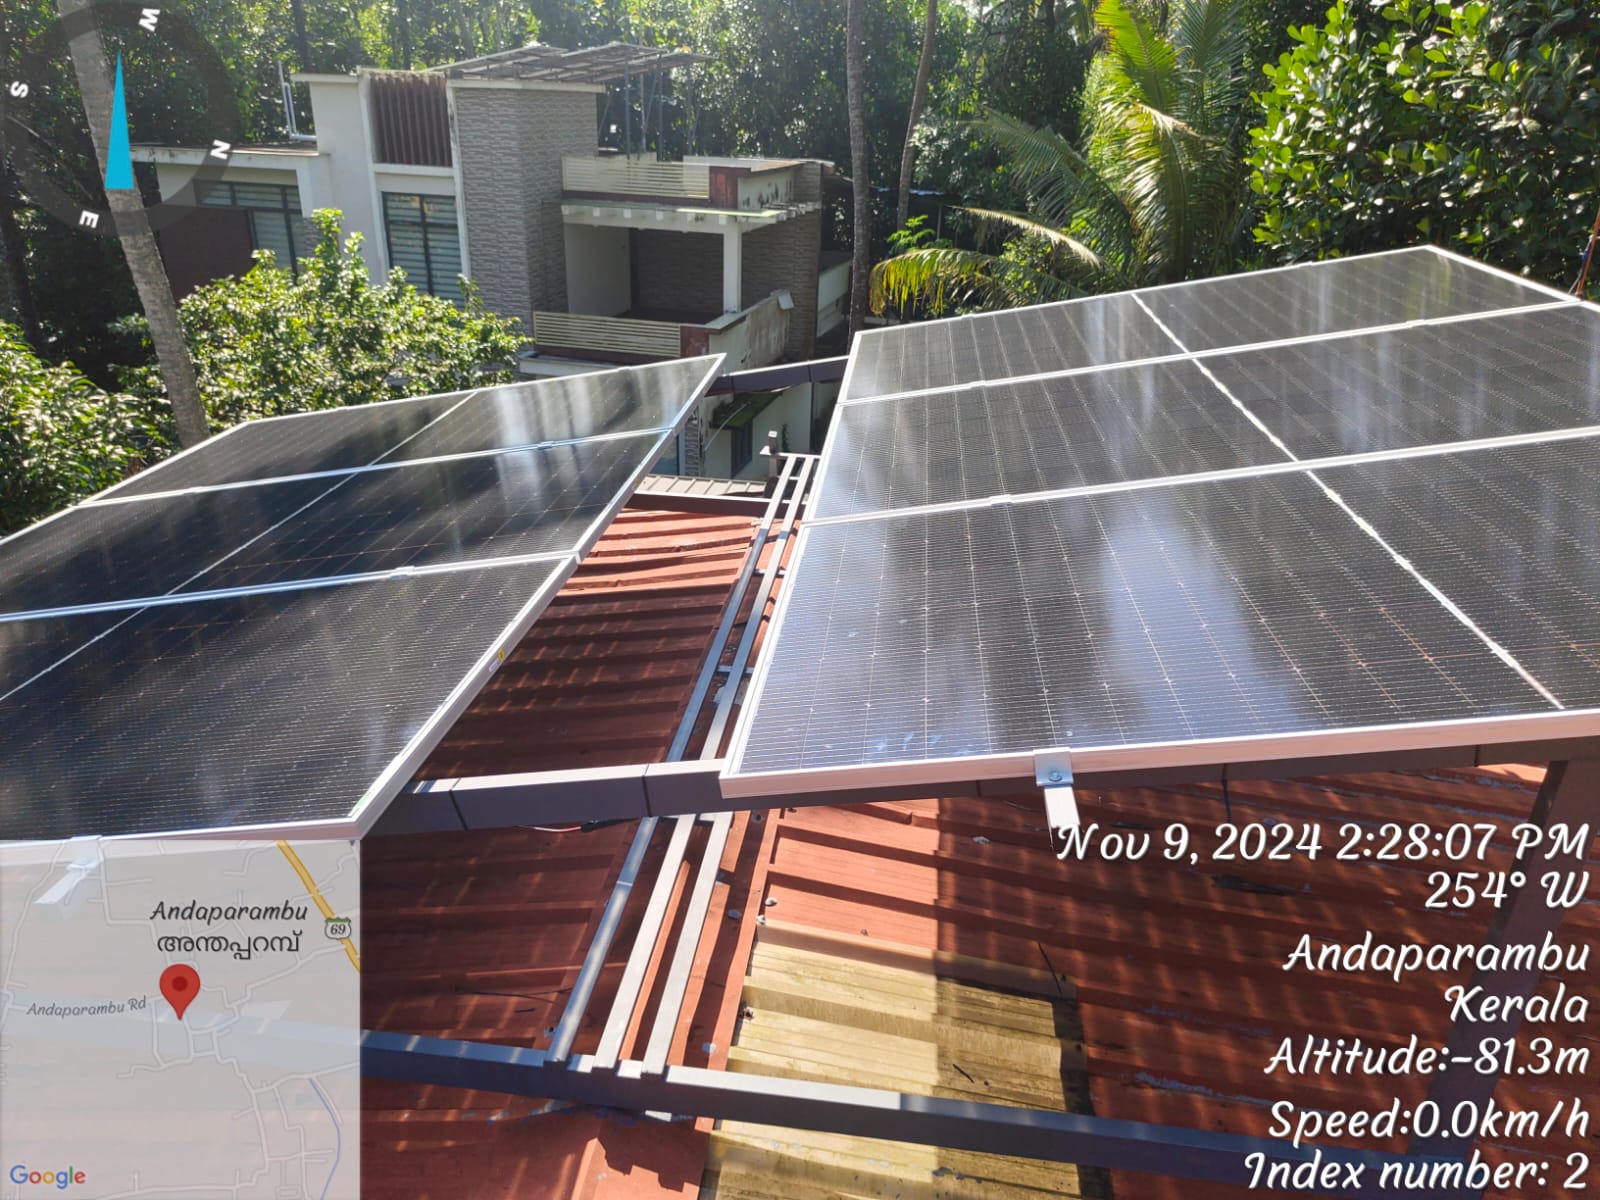 W
S
N
E
Andaparambu
അന്തപ്പറമ്പ്
69
Andaparambu Rd
Google
Nov 9, 2024 2:28:07 PM
254° W
Andaparambu
Kerala
Altitude:-81.3m
Speed:0.0km/h
Index number: 2